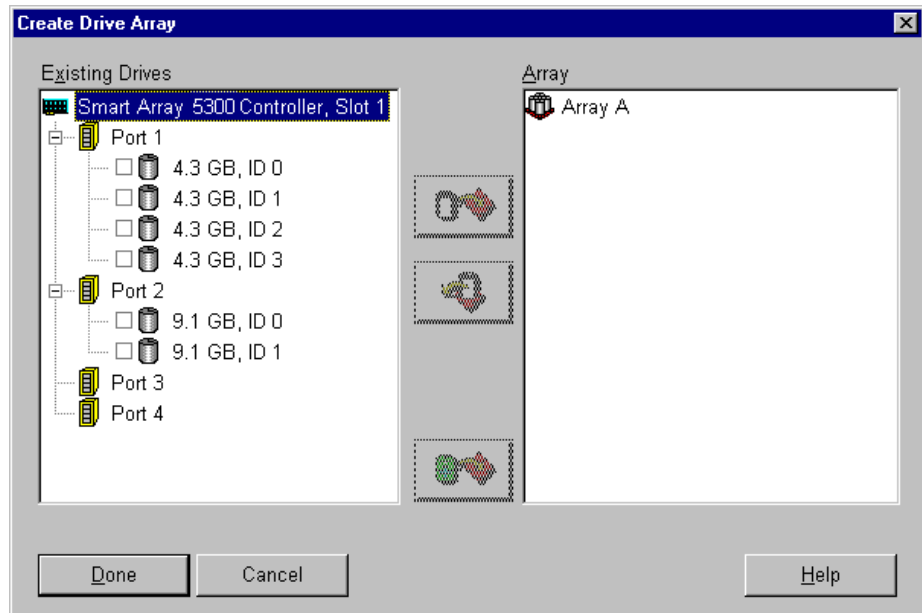 Create Drive Array
Existing Drives
Smart Array 5300 Controller, Slot 1
Port 1
4.3 GB, ID 0
4.3 GB, ID 1
4.3 GB, ID 2
4.3 GB, ID 3
Port 2
9.1 GB, ID 0
9.1 GB, ID 1
Port 3
Port 4
Array
Array A
Done
Cancel
Help